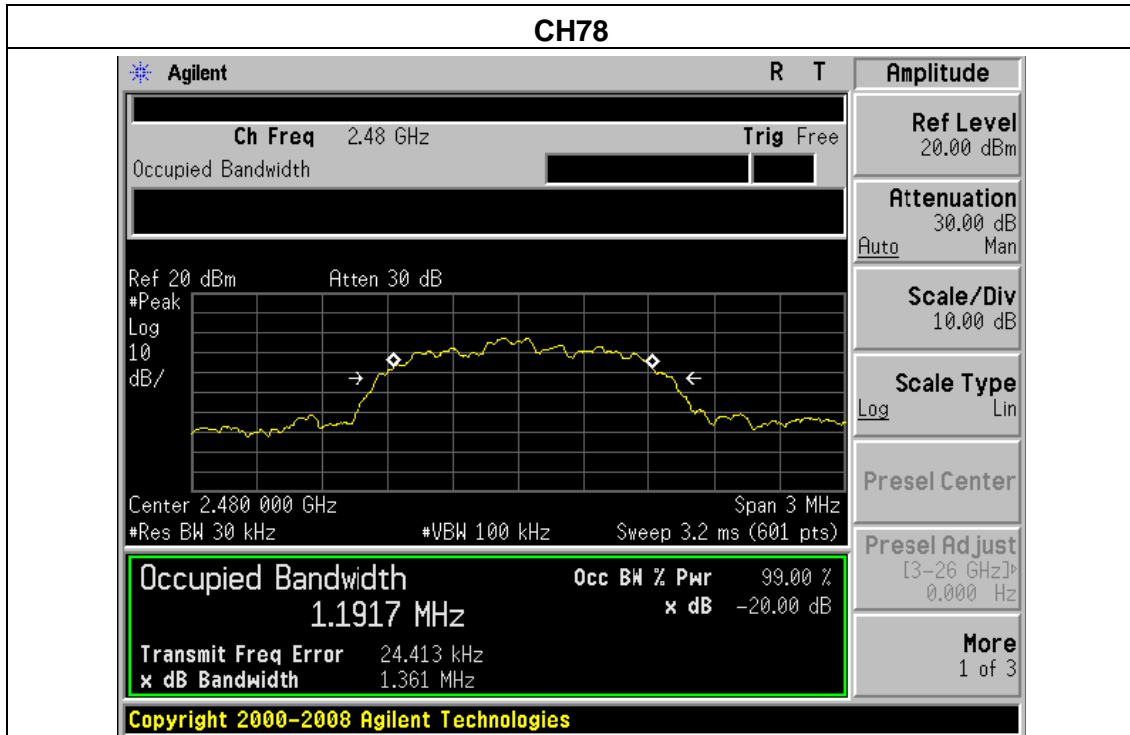 CH78
Agilent R T
Ch Freq 2.48 GHz Trig Free
Occupied Bandwidth
Ref 20 dBm Atten 30 dB
#Peak
Log
10
dB/
Center 2.480 000 GHz Span 3 MHz
#Res BW 30 kHz #VBW 100 kHz Sweep 3.2 ms (601 pts)
Occupied Bandwidth Occ BW % Pwr 99.00 %
1.1917 MHz x dB -20.00 dB
Transmit Freq Error 24.413 kHz
x dB Bandwidth 1.361 MHz
Copyright 2000-2008 Agilent Technologies
Amplitude
Ref Level
20.00 dBm
Attenuation
30.00 dB
Auto Man
Scale/Div
10.00 dB
Scale Type
Log Lin
Presel Center
Presel Adjust
[3-26 GHz]
0.000 Hz
More
1 of 3